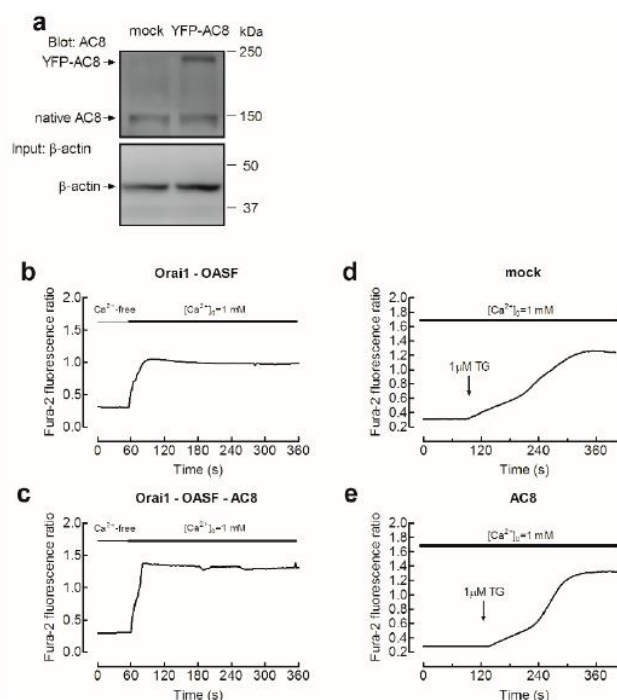 a
mock YFP-AC8 kDa
Blot: AC8
YFP-AC8
250
native AC8
150
Input: β-actin
50
β-actin
37
b
Orai1 - OASF
Fura-2 fluorescence ratio
2.0
1.5
1.0
0.5
0.0
Ca²⁺-free [Ca²⁺]₀=1 mM
0 60 120 180 240 300 360
Time (s)
d
mock
Fura-2 fluorescence ratio
2.0
1.8
1.6
1.4
1.2
1.0
0.8
0.6
0.4
0.2
[Ca²⁺]₀=1 mM
1μM TG
0 120 240 360
Time (s)
c
Orai1 - OASF - AC8
Fura-2 fluorescence ratio
2.0
1.5
1.0
0.5
0.0
Ca²⁺-free [Ca²⁺]₀=1 mM
0 60 120 180 240 300 360
Time (s)
e
AC8
Fura-2 fluorescence ratio
2.0
1.8
1.6
1.4
1.2
1.0
0.8
0.6
0.4
0.2
[Ca²⁺]₀=1 mM
1μM TG
0 120 240 360
Time (s)